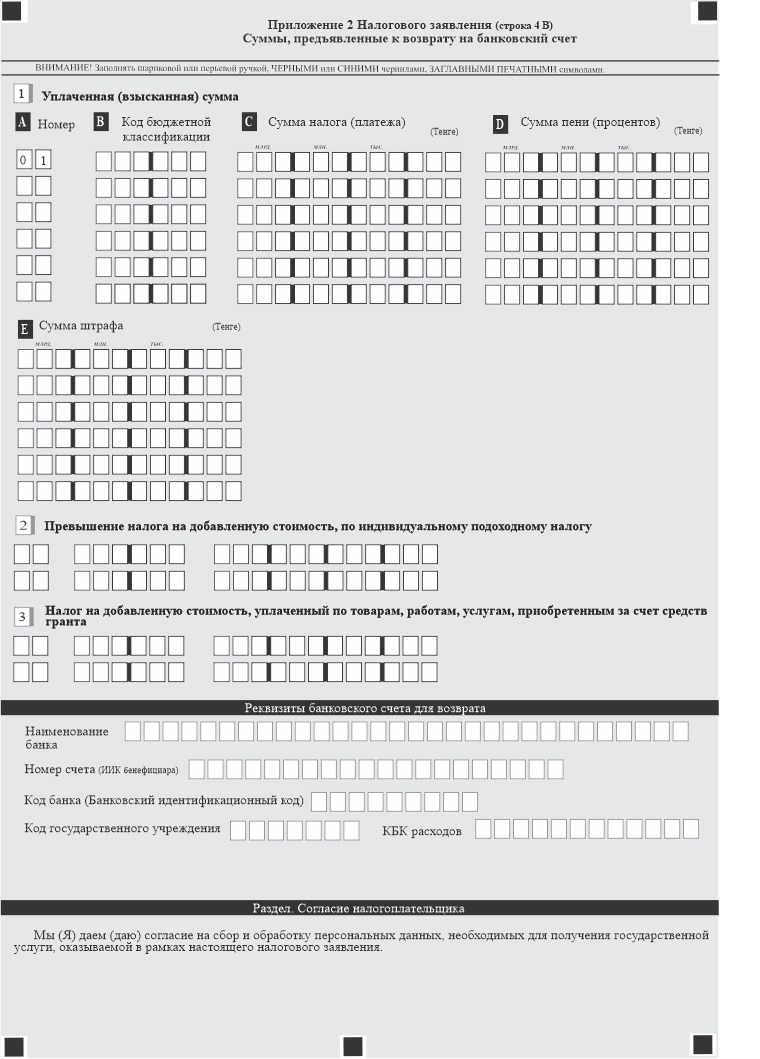 Приложение 2 Налогового заявления (строка 4 В)
Суммы, предъявленные к возврату на банковский счет
ВНИМАНИЕ! Заполнять шариковой или перьевой ручкой, ЧЕРНЫМИ или СИНИМИ чернилами, ЗАГЛАВНЫМИ ПЕЧАТНЫМИ символами.
1 Уплаченная (взысканная) сумма
A Номер
B Код бюджетной
классификации
C Сумма налога (платежа)
(Тенге)
D Сумма пени (процентов)
(Тенге)
МЛРД. МЛН. ТЫС.
МЛРД. МЛН. ТЫС.
0 1
E Сумма штрафа (Тенге)
МЛРД. МЛН. ТЫС.
2 Превышение налога на добавленную стоимость, по индивидуальному подоходному налогу
3 Налог на добавленную стоимость, уплаченный по товарам, работам, услугам, приобретенным за счет средств
гранта
Реквизиты банковского счета для возврата
Наименование
банка
Номер счета (ИИК бенефициара)
Код банка (Банковский идентификационный код)
Код государственного учреждения КБК расходов
Раздел. Согласие налогоплательщика
Мы (Я) даем (даю) согласие на сбор и обработку персональных данных, необходимых для получения государственной
услуги, оказываемой в рамках настоящего налогового заявления.